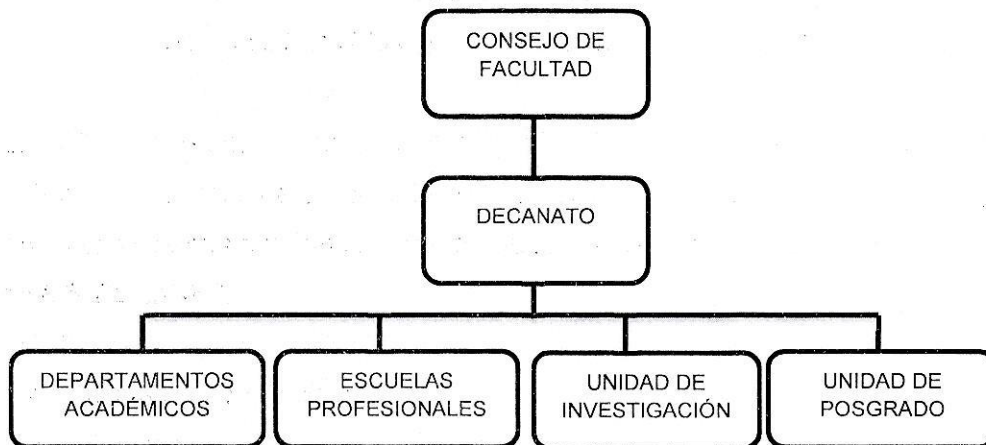 CONSEJO DE
FACULTAD
DECANATO
DEPARTAMENTOS
ACADÉMICOS
ESCUELAS
PROFESIONALES
UNIDAD DE
INVESTIGACIÓN
UNIDAD DE
POSGRADO